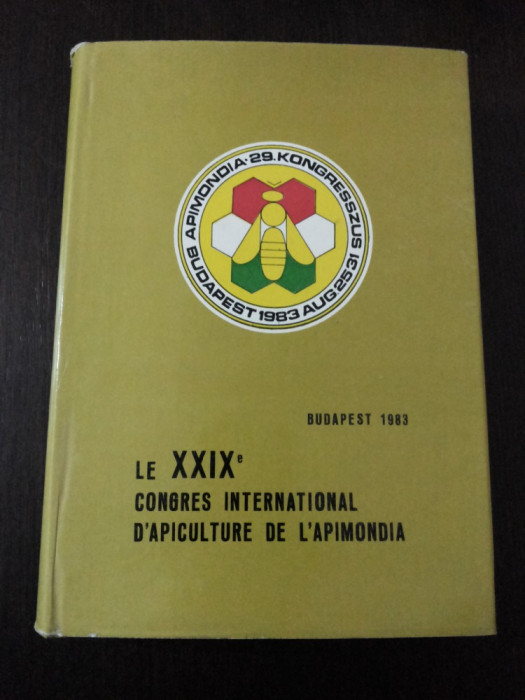 APIMONDIA·29.KONGRESSZUS
BUDAPEST 1983 AUG.25 31
BUDAPEST 1983
LE XXIXe
CONGRES INTERNATIONAL
D'APICULTURE DE L'APIMONDIA